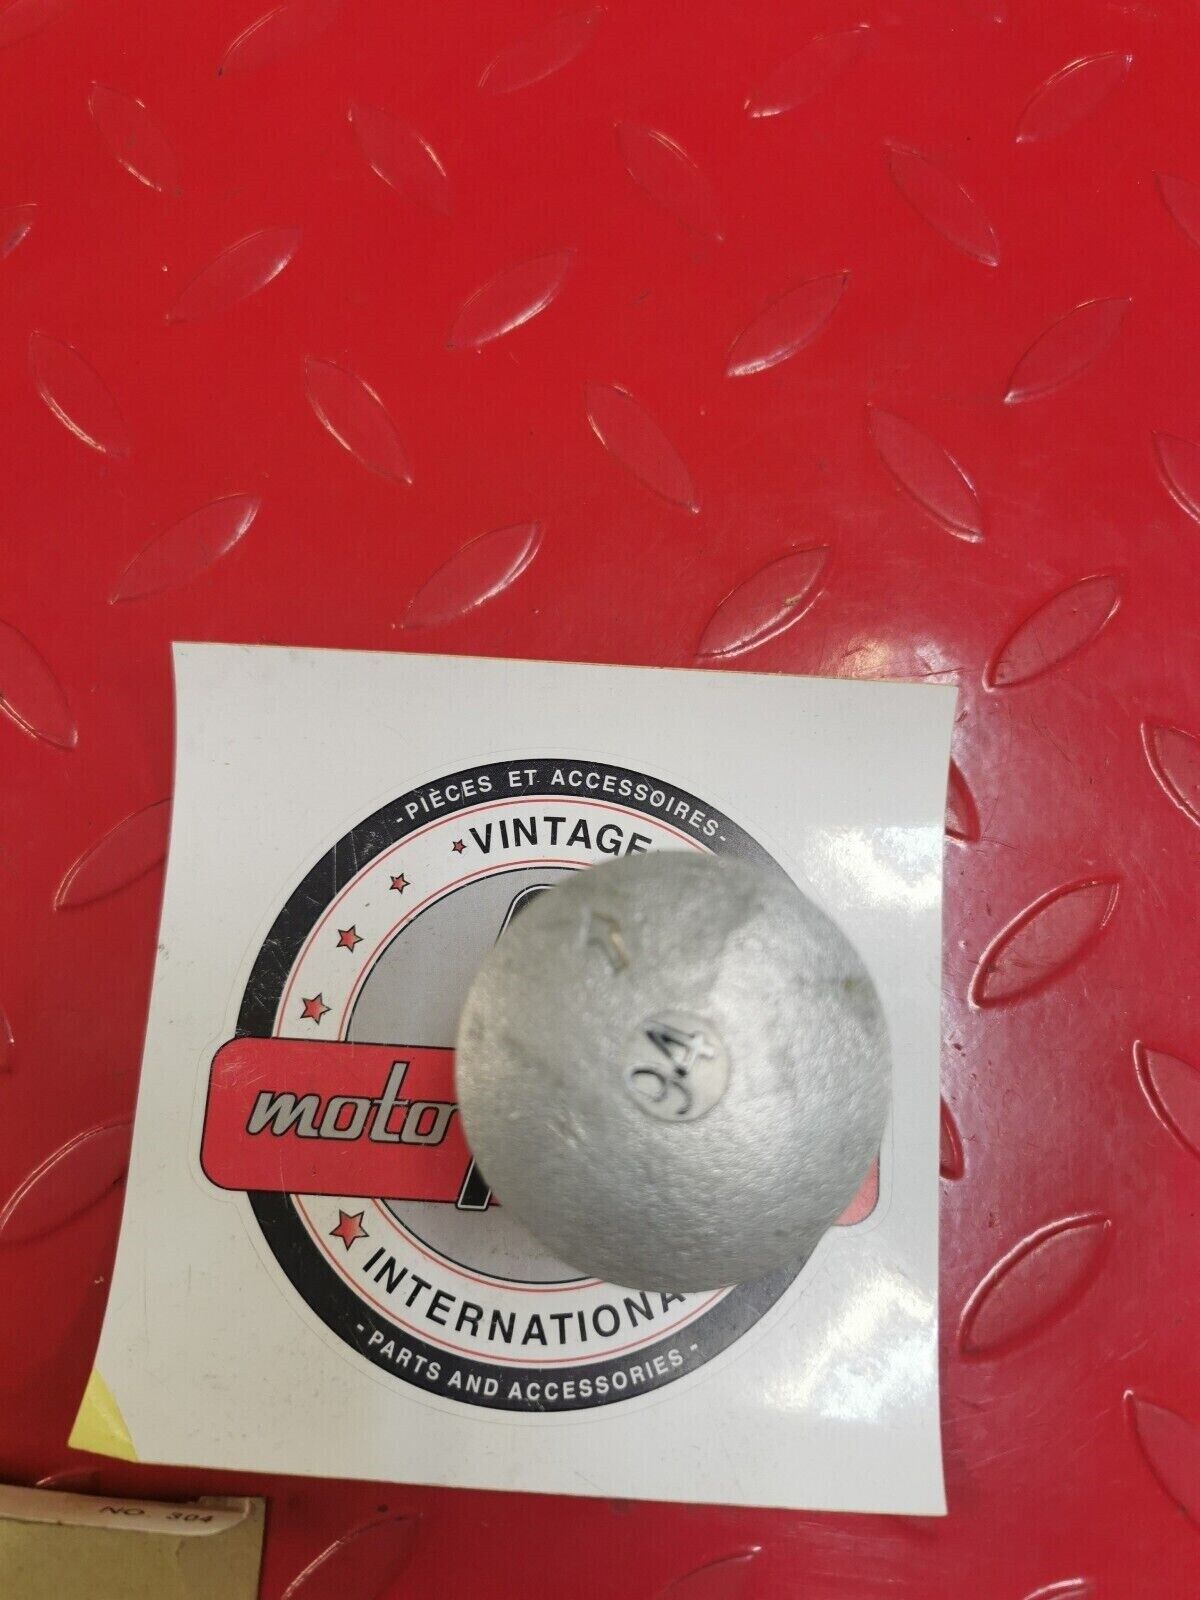 - PIÈCES ET ACCESSOIRES -
VINTAGE
moto
94
INTERNATIONA
- PARTS AND ACCESSORIES -
NO. 304